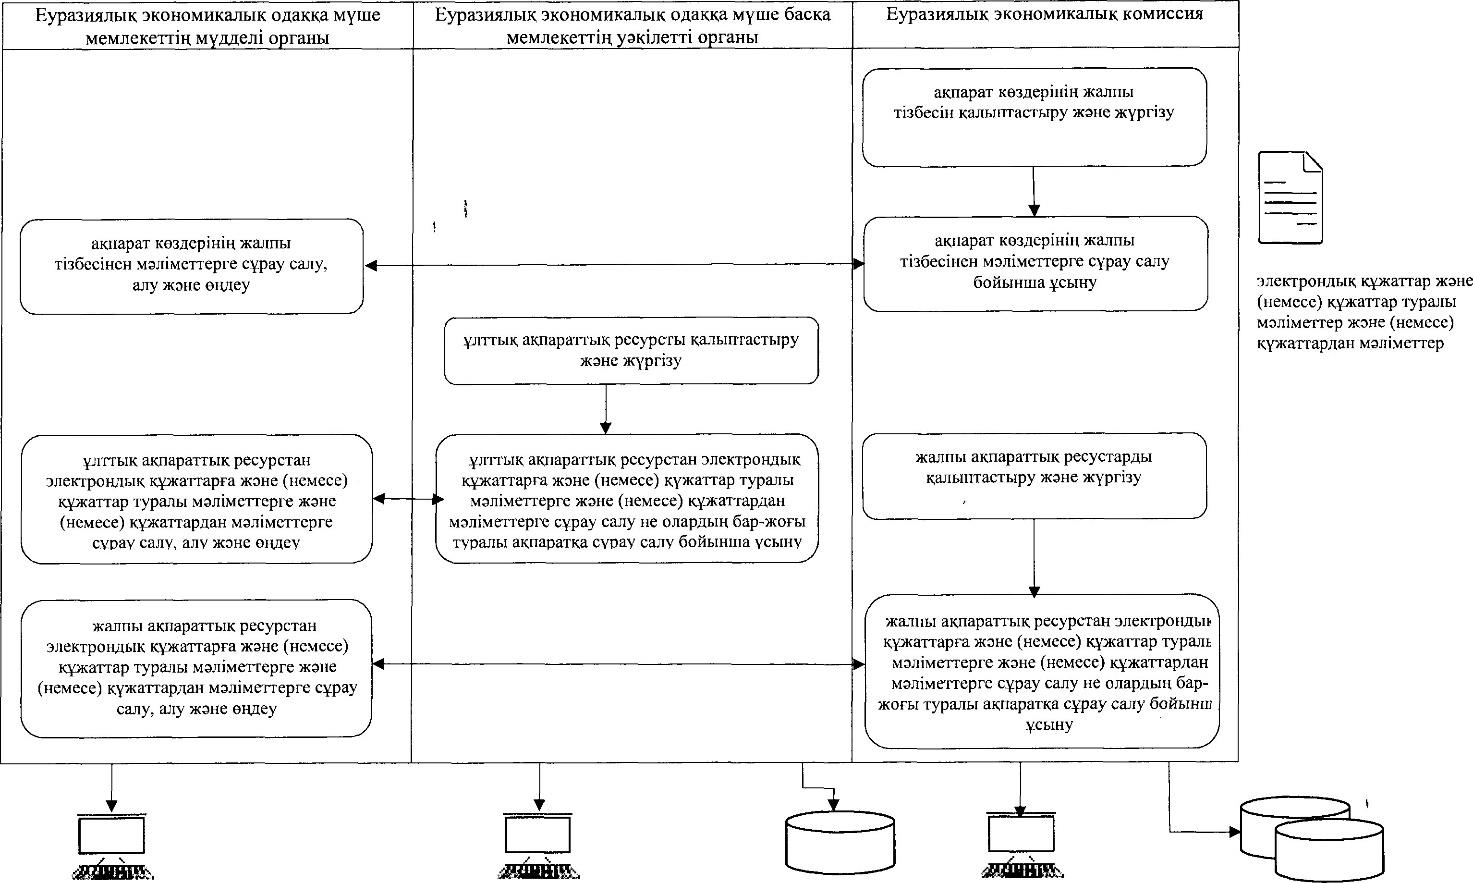 Еуразиялық экономикалық одаққа мүше
мемлекеттің мүдделі органы
Еуразиялық экономикалық одаққа мүше басқа
мемлекеттің уәкілетті органы
Еуразиялық экономикалық комиссия
ақпарат көздерінің жалпы
тізбесін қалыптастыру және жүргізу
ақпарат көздерінің жалпы
тізбесінен мәліметтерге сұрау салу,
алу және өңдеу
ақпарат көздерінің жалпы
тізбесінен мәліметтерге сұрау салу
бойынша ұсыну
электрондық құжаттар және
(немесе) құжаттар туралы
мәліметтер және (немесе)
құжаттардан мәліметтер
ұлттық ақпараттық ресурсты қалыптастыру
және жүргізу
ұлттық ақпараттық ресурстан
электрондық құжаттарға және (немесе)
құжаттар туралы мәліметтерге және
(немесе) құжаттардан мәліметтерге
сұрау салу, алу және өңдеу
ұлттық ақпараттық ресурстан электрондық
құжаттарға және (немесе) құжаттар туралы
мәліметтерге және (немесе) құжаттардан
мәліметтерге сұрау салу не олардың бар-жоғы
туралы ақпаратқа сұрау салу бойынша ұсыну
жалпы ақпараттық ресустарды
қалыптастыру және жүргізу
жалпы ақпараттық ресурстан
электрондық құжаттарға және (немесе)
құжаттар туралы мәліметтерге және
(немесе) құжаттардан мәліметтерге сұрау
салу, алу және өңдеу
жалпы ақпараттық ресурстан электрондық
құжаттарға және (немесе) құжаттар туралы
мәліметтерге және (немесе) құжаттардан
мәліметтерге сұрау салу не олардың бар-
жоғы туралы ақпаратқа сұрау салу бойынш
ұсыну